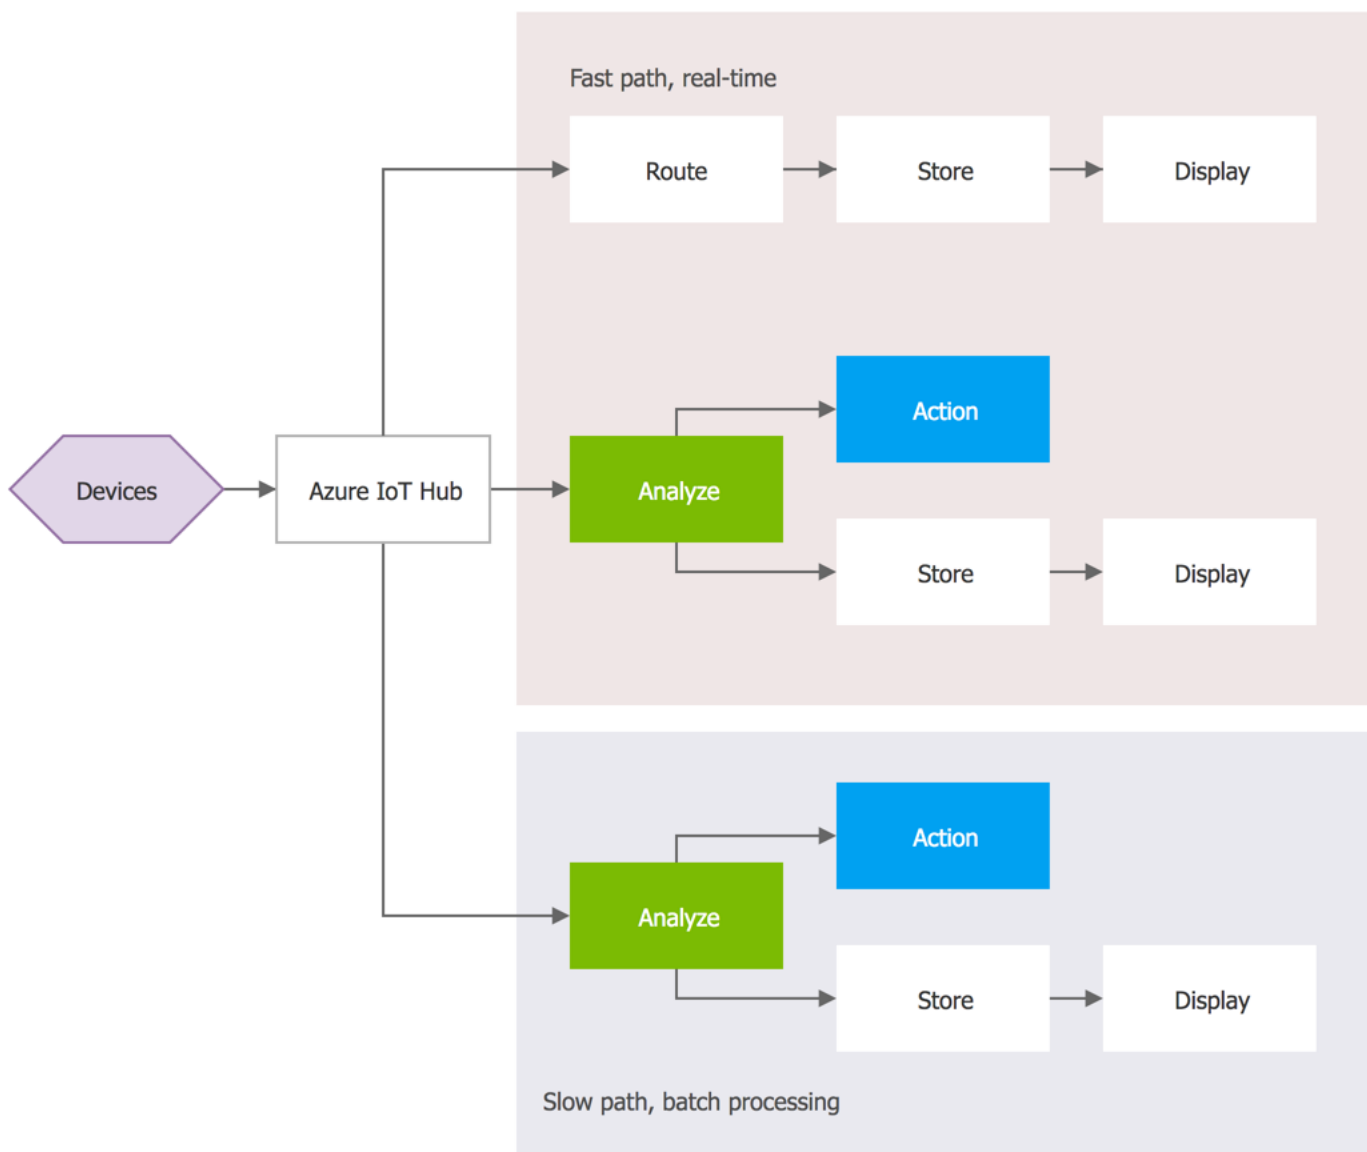 Fast path, real-time
Route
Store
Display
Action
Devices
Azure IoT Hub
Analyze
Store
Display
Action
Analyze
Store
Display
Slow path, batch processing